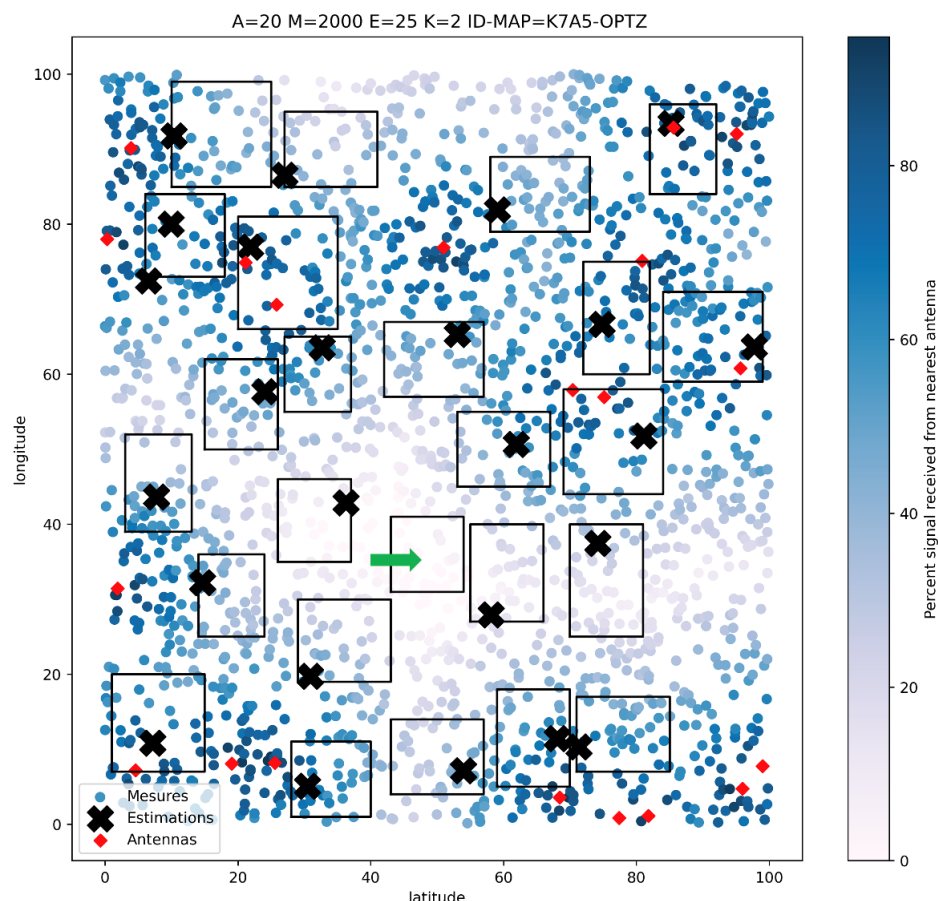 A=20 M=2000 E=25 K=2 ID-MAP=K7A5-OPTZ
100
80
60
40
20
0
longitude
0
20
40
60
80
100
latitude
Mesures
Estimations
Antennas
80
60
40
20
0
Percent signal received from nearest antenna